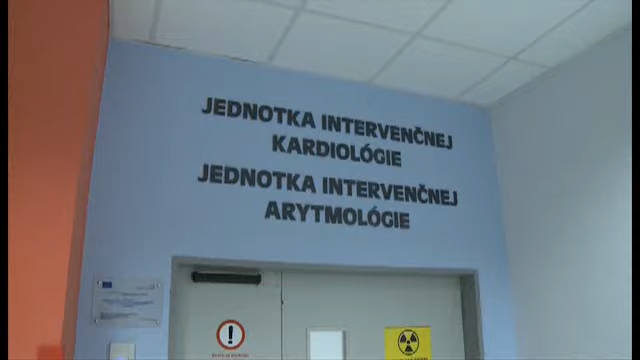 JEDNOTKA INTERVENČNEJ
KARDIOLÓGIE
JEDNOTKA INTERVENČNEJ
ARYTMOLÓGIE